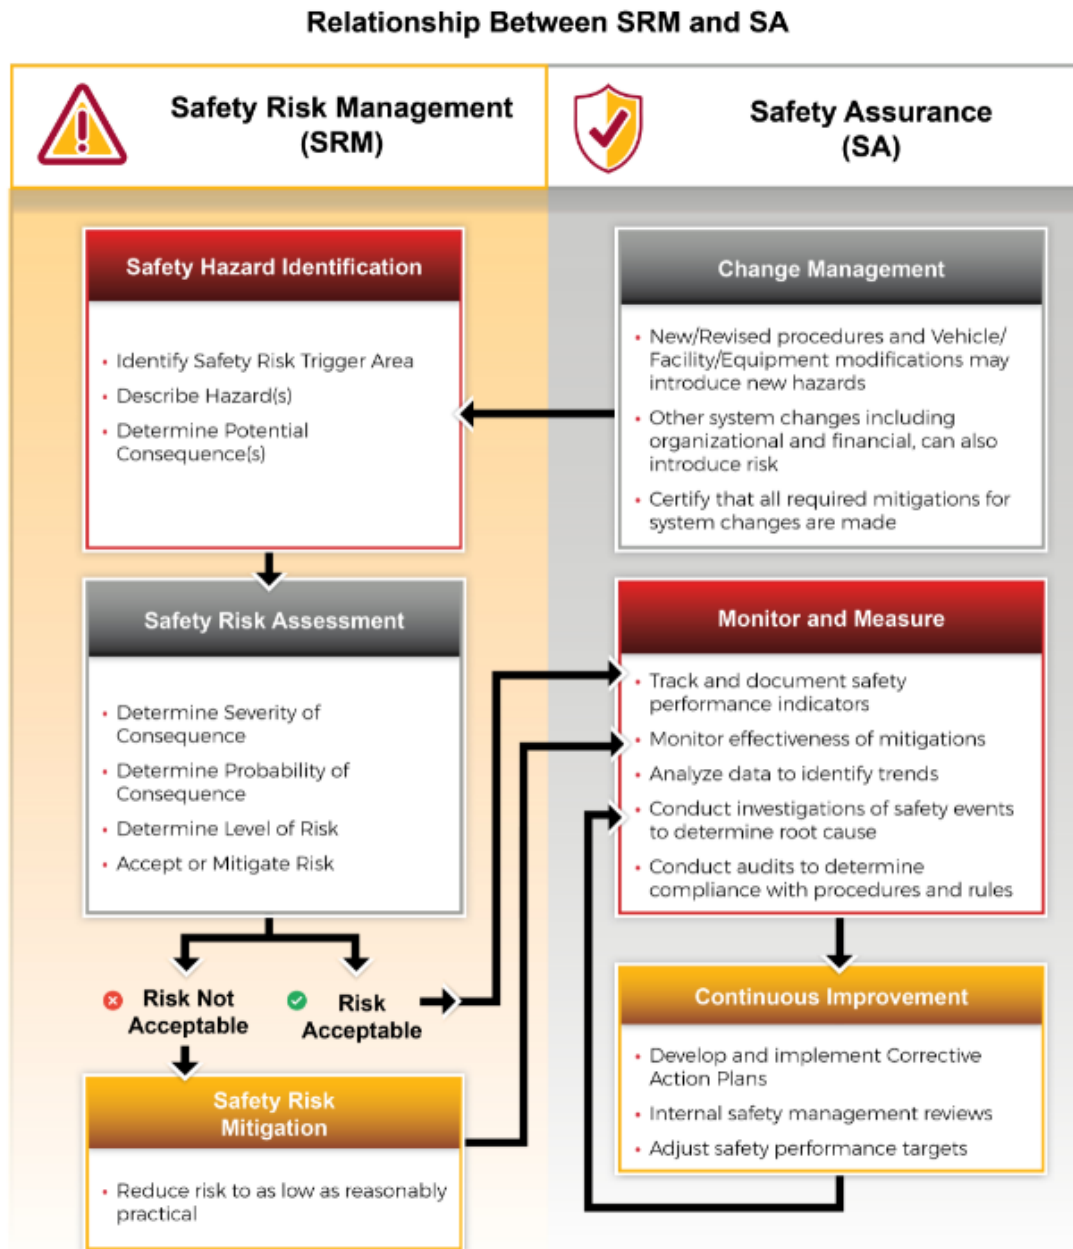 Relationship Between SRM and SA
Safety Risk Management
(SRM)
Safety Assurance
(SA)
Safety Hazard Identification
• Identify Safety Risk Trigger Area
• Describe Hazard(s)
• Determine Potential
Consequence(s)
Change Management
• New/Revised procedures and Vehicle/
Facility/Equipment modifications may
introduce new hazards
• Other system changes including
organizational and financial, can also
introduce risk
• Certify that all required mitigations for
system changes are made
Safety Risk Assessment
• Determine Severity of
Consequence
• Determine Probability of
Consequence
• Determine Level of Risk
• Accept or Mitigate Risk
Monitor and Measure
• Track and document safety
performance indicators
• Monitor effectiveness of mitigations
• Analyze data to identify trends
• Conduct investigations of safety events
to determine root cause
• Conduct audits to determine
compliance with procedures and rules
Risk Not
Acceptable
Risk
Acceptable
Safety Risk
Mitigation
• Reduce risk to as low as reasonably
practical
Continuous Improvement
• Develop and implement Corrective
Action Plans
• Internal safety management reviews
• Adjust safety performance targets